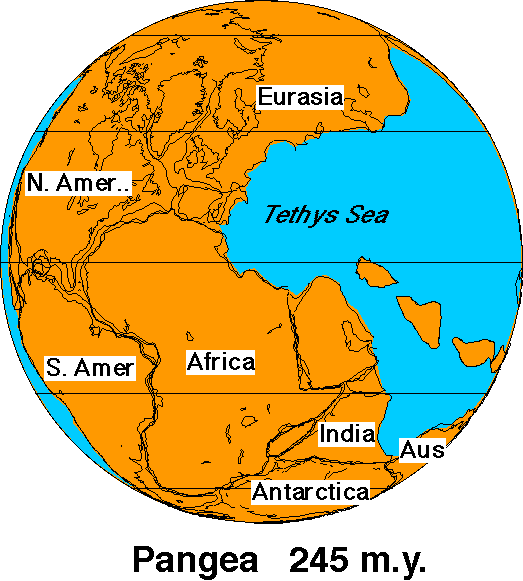 Eurasia
N. Amer..
Tethys Sea
S. Amer
Africa
India
Aus
Antarctica
Pangea 245 m.y.